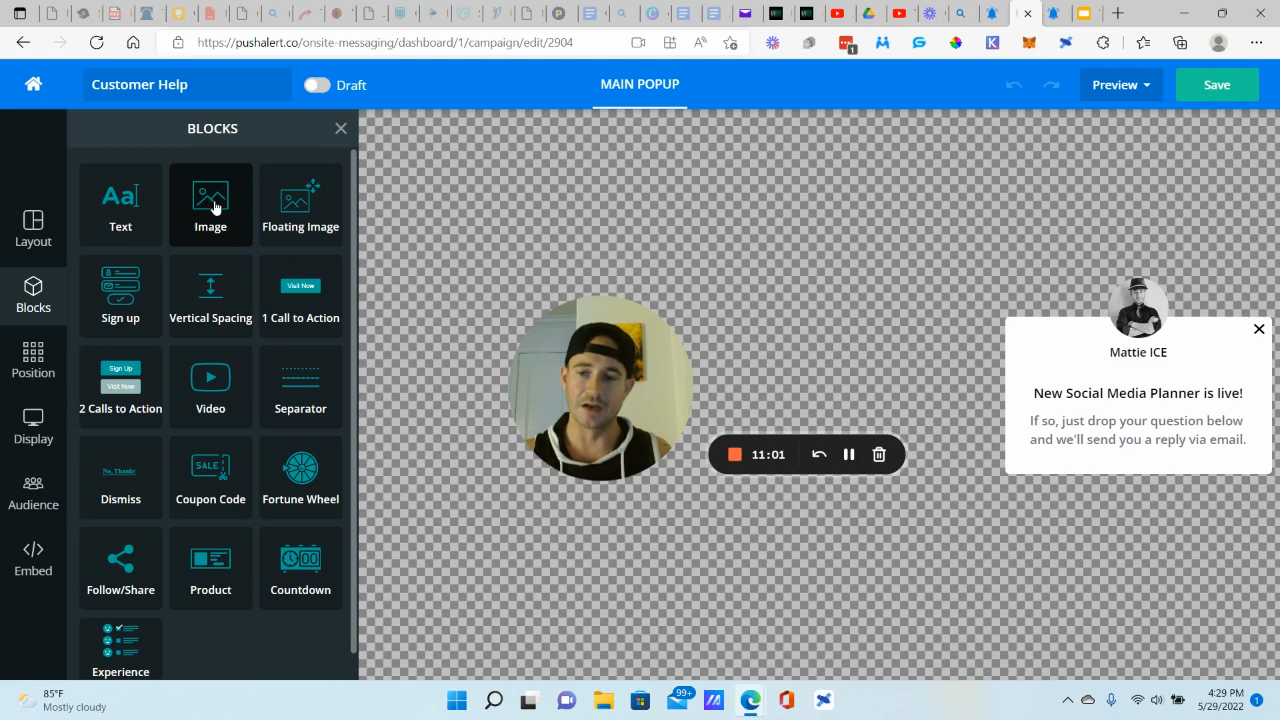 https://pushalert.co/onsite-messaging/dashboard/1/campaign/edit/2904
1
Customer Help
Draft
MAIN POPUP
Preview
Save
BLOCKS
Layout
Blocks
Position
Display
Audience
Embed
Aa
Text
Image
Floating Image
Sign up
Vertical Spacing
Visit Now
1 Call to Action
Sign Up
Visit Now
2 Calls to Action
Video
Separator
No, Thanks
Dismiss
SALE
Coupon Code
Fortune Wheel
Follow/Share
Product
00
Countdown
Experience
11:01
Mattie ICE
New Social Media Planner is live!
If so, just drop your question below
and we'll send you a reply via email.
85°F
Mostly cloudy
99+
4:29 PM
5/29/2022
1